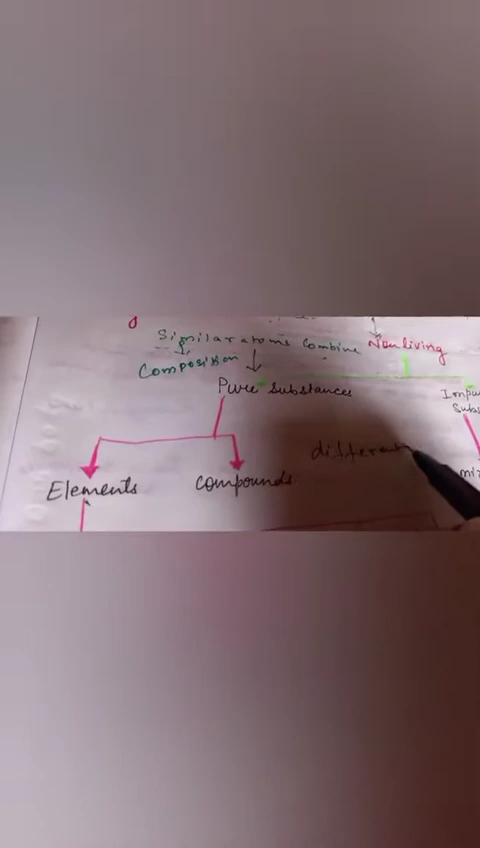 Similar atoms Combine
Non living
Composition
Pure substances
different
Elements
compounds